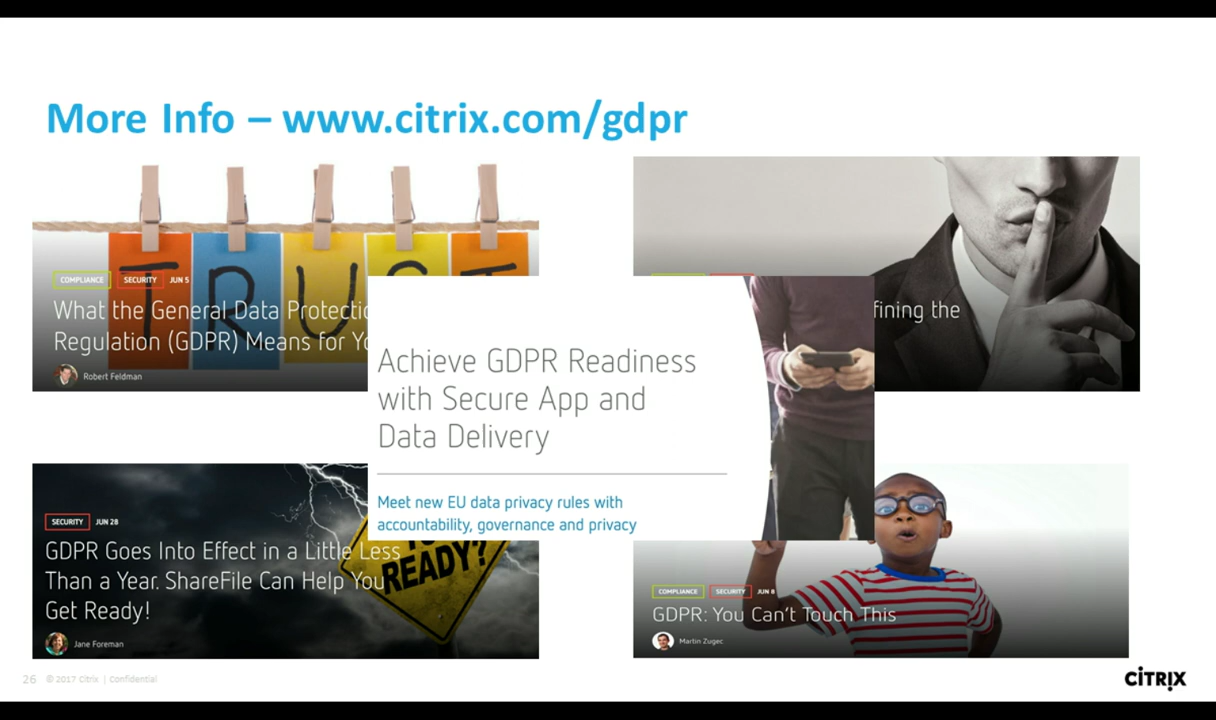 More Info – www.citrix.com/gdpr
TRUST
COMPLIANCE SECURITY JUN 5
What the General Data Protectio
Regulation (GDPR) Means for Yo
Robert Feldman
fining the
Achieve GDPR Readiness
with Secure App and
Data Delivery
Meet new EU data privacy rules with
accountability, governance and privacy
SECURITY JUN 28
GDPR Goes Into Effect in a Little Less
Than a Year. ShareFile Can Help You
Get Ready!
Jane Foreman
READY?
COMPLIANCE SECURITY JUN 8
GDPR: You Can't Touch This
Martin Zugec
26 © 2017 Citrix | Confidential
CITRIX